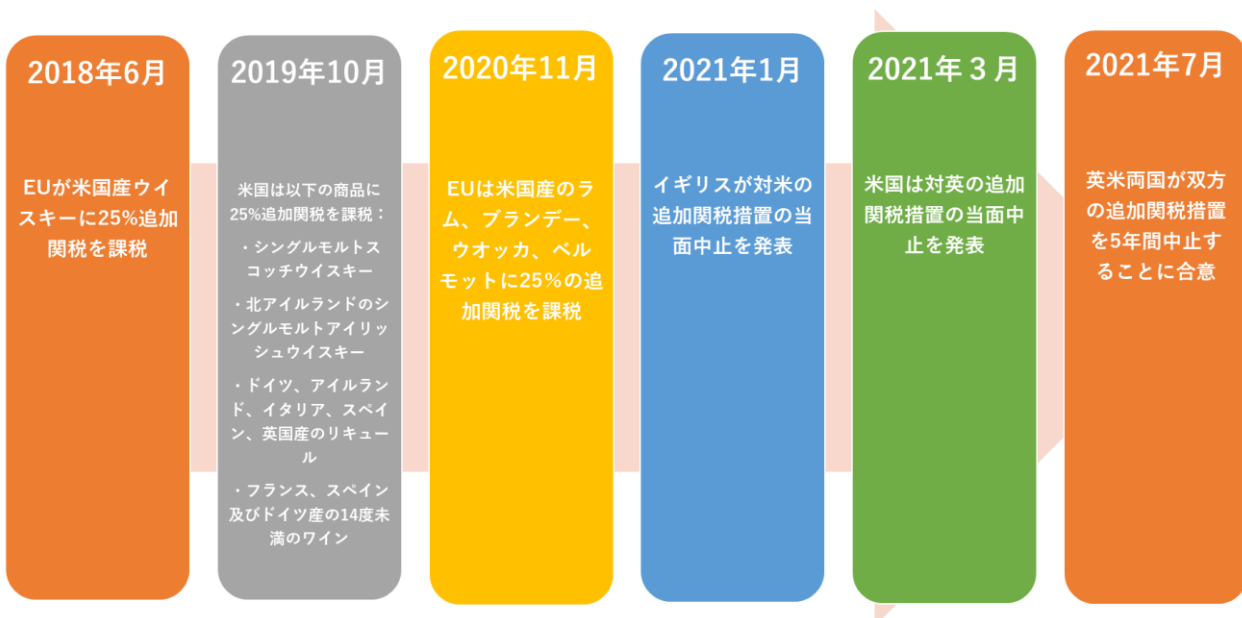 2018年6月
EUが米国産ウイ
スキーに25%追加
関税を課税
2019年10月
米国は以下の商品に
25%追加関税を課税：
・シングルモルトス
コッチウイスキー
・北アイルランドのシ
ングルモルトアイリッ
シュウイスキー
・ドイツ、アイルラン
ド、イタリア、スペイ
ン、英国産のリキュー
ル
・フランス、スペイン
及びドイツ産の14度未
満のワイン
2020年11月
EUは米国産のラ
ム、ブランデー、
ウオッカ、ベル
モットに25%の追
加関税を課税
2021年1月
イギリスが対米の
追加関税措置の当
面中止を発表
2021年３月
米国は対英の追加
関税措置の当面中
止を発表
2021年7月
英米両国が双方
の追加関税措置
を5年間中止す
ることに合意